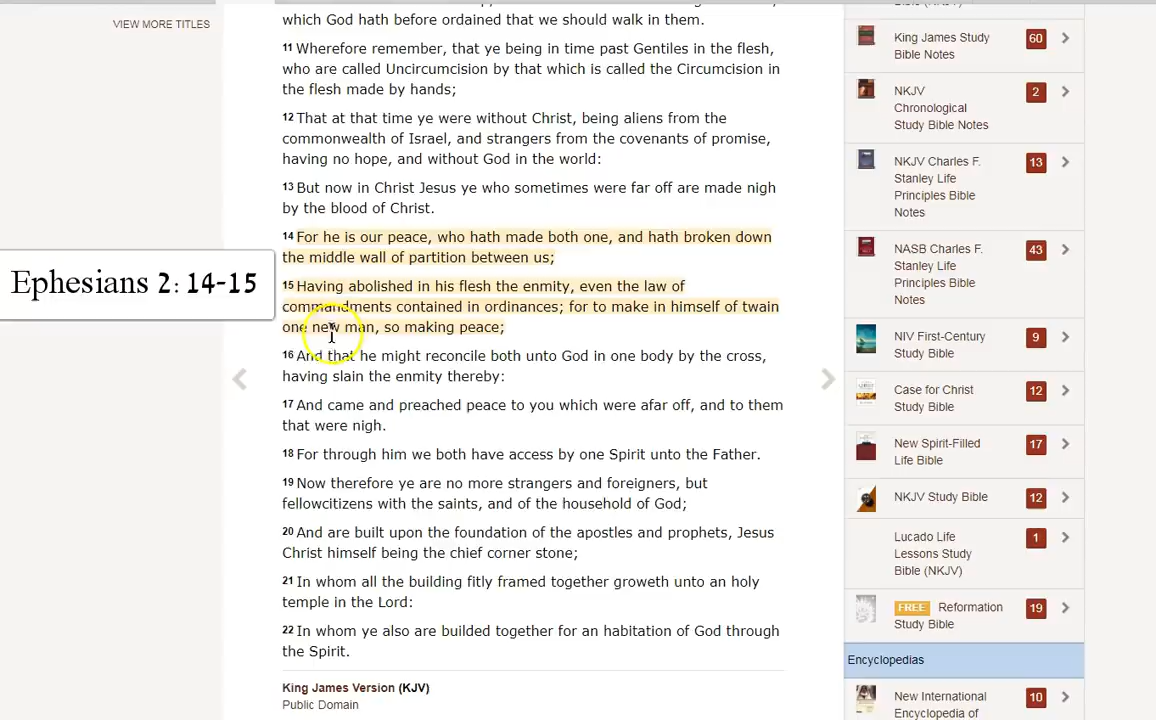 VIEW MORE TITLES
which God hath before ordained that we should walk in them.
11 Wherefore remember, that ye being in time past Gentiles in the flesh,
who are called Uncircumcision by that which is called the Circumcision in
the flesh made by hands;
12 That at that time ye were without Christ, being aliens from the
commonwealth of Israel, and strangers from the covenants of promise,
having no hope, and without God in the world:
13 But now in Christ Jesus ye who sometimes were far off are made nigh
by the blood of Christ.
14 For he is our peace, who hath made both one, and hath broken down
the middle wall of partition between us;
15 Having abolished in his flesh the enmity, even the law of
commandments contained in ordinances; for to make in himself of twain
one new man, so making peace;
16 And that he might reconcile both unto God in one body by the cross,
having slain the enmity thereby:
17 And came and preached peace to you which were afar off, and to them
that were nigh.
18 For through him we both have access by one Spirit unto the Father.
19 Now therefore ye are no more strangers and foreigners, but
fellowcitizens with the saints, and of the household of God;
20 And are built upon the foundation of the apostles and prophets, Jesus
Christ himself being the chief corner stone;
21 In whom all the building fitly framed together groweth unto an holy
temple in the Lord:
22 In whom ye also are builded together for an habitation of God through
the Spirit.
King James Version (KJV)
Public Domain
Ephesians 2: 14-15
King James Study 60
Bible Notes
NKJV 2
Chronological
Study Bible Notes
NKJV Charles F. 13
Stanley Life
Principles Bible
Notes
NASB Charles F. 43
Stanley Life
Principles Bible
Notes
NIV First-Century 9
Study Bible
Case for Christ 12
Study Bible
New Spirit-Filled 17
Life Bible
NKJV Study Bible 12
Lucado Life 1
Lessons Study
Bible (NKJV)
FREE Reformation 19
Study Bible
Encyclopedias
New International 10
Encyclopedia of